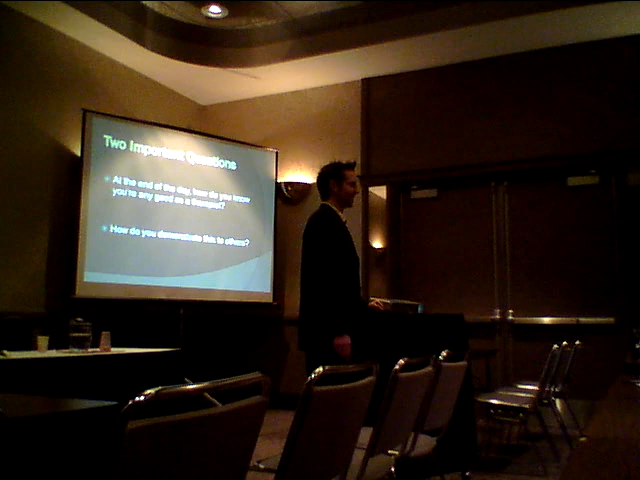 Two Important Questions
At the end of the day, how do you know
you're any good as a therapist?
How do you demonstrate this to others?